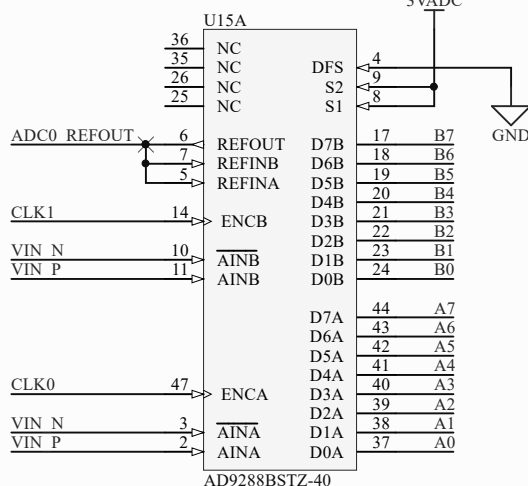 5VADC
U15A
36 NC
35 NC
26 NC
25 NC
DFS 4
S2 9
S1 8
GND
ADC0_REFOUT 6 REFOUT
7 REFINB
5 REFINA
CLK1 14 ENCB
VIN_N 10 AINB
VIN_P 11 AINB
D7B 17 B7
D6B 18 B6
D5B 19 B5
D4B 20 B4
D3B 21 B3
D2B 22 B2
D1B 23 B1
D0B 24 B0
D7A 44 A7
D6A 43 A6
D5A 42 A5
D4A 41 A4
D3A 40 A3
D2A 39 A2
D1A 38 A1
D0A 37 A0
CLK0 47 ENCA
VIN_N 3 AINA
VIN_P 2 AINA
AD9288BSTZ-40